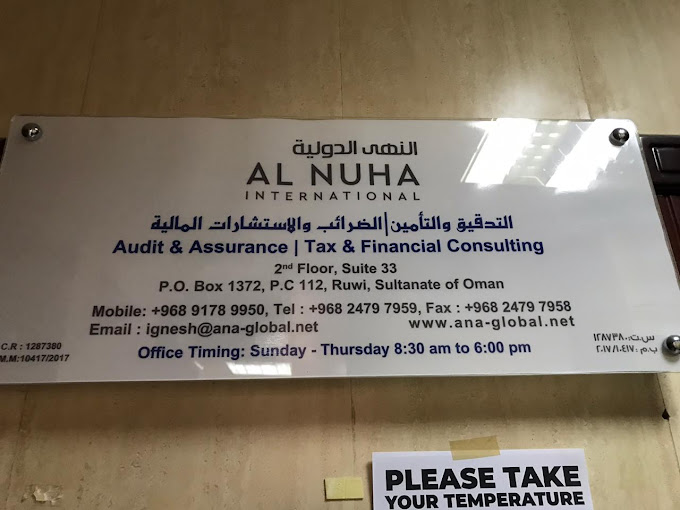 النهى الدولية
AL NUHA
INTERNATIONAL
التدقيق والتأمين | الضرائب والاستشارات المالية
Audit & Assurance | Tax & Financial Consulting
2nd Floor, Suite 33
P.O. Box 1372, P.C 112, Ruwi, Sultanate of Oman
Mobile: +968 9178 9950, Tel : +968 2479 7959, Fax : +968 2479 7958
Email : ignesh@ana-global.net www.ana-global.net
C.R : 1287380 س.ت: ١٢٨٧٣٨٠
M.M:10417/2017 ب.م: ٢٠١٧/١٠٤١٧
Office Timing: Sunday - Thursday 8:30 am to 6:00 pm
PLEASE TAKE
YOUR TEMPERATURE